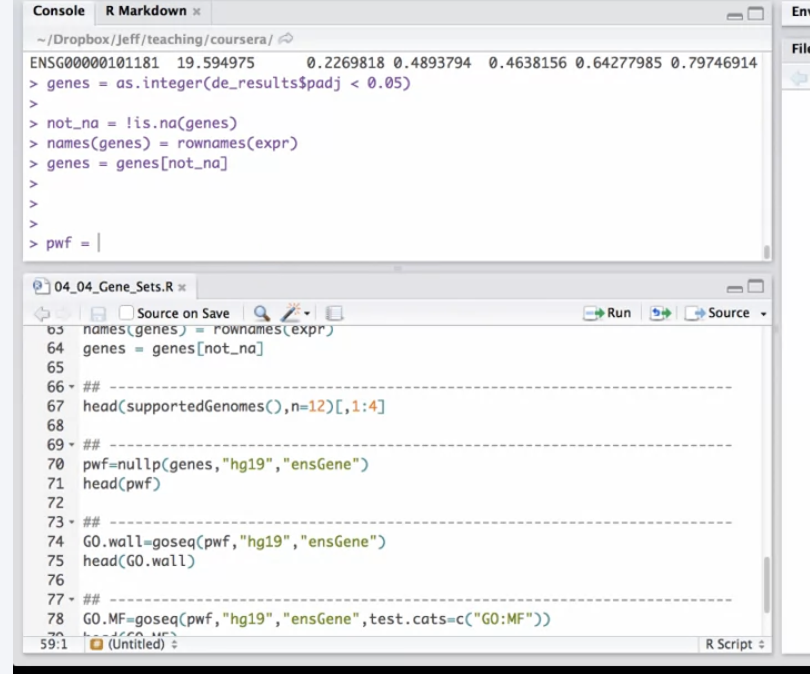 Console R Markdown ×
~/Dropbox/Jeff/teaching/coursera/
ENSG00000101181 19.594975 0.2269818 0.4893794 0.4638156 0.64277985 0.79746914
> genes = as.integer(de_results$padj < 0.05)
>
> not_na = !is.na(genes)
> names(genes) = rownames(expr)
> genes = genes[not_na]
>
>
>
> pwf =
04_04_Gene_Sets.R ×
Source on Save Run Source
63 names(genes) = rownames(expr)
64 genes = genes[not_na]
65
66 ## ------------------------------------------------------------------------
67 head(supportedGenomes(),n=12)[,1:4]
68
69 ## ------------------------------------------------------------------------
70 pwf=nullp(genes,"hg19","ensGene")
71 head(pwf)
72
73 ## ------------------------------------------------------------------------
74 GO.wall=goseq(pwf,"hg19","ensGene")
75 head(GO.wall)
76
77 ## ------------------------------------------------------------------------
78 GO.MF=goseq(pwf,"hg19","ensGene",test.cats=c("GO:MF"))
79 head(GO.MF)
59:1 (Untitled) R Script
Env
File